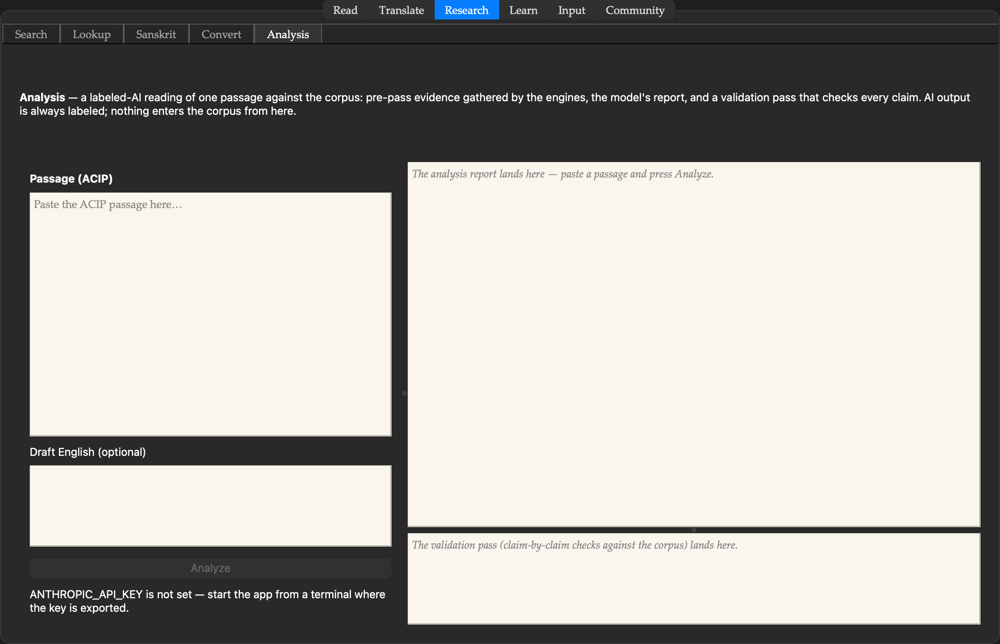 Read Translate Research Learn Input Community
Search Lookup Sanskrit Convert Analysis
Analysis — a labeled-AI reading of one passage against the corpus: pre-pass evidence gathered by the engines, the model's report, and a validation pass that checks every claim. AI output
is always labeled; nothing enters the corpus from here.
Passage (ACIP)
Paste the ACIP passage here…
Draft English (optional)
Analyze
ANTHROPIC_API_KEY is not set — start the app from a terminal where
the key is exported.
The analysis report lands here — paste a passage and press Analyze.
The validation pass (claim-by-claim checks against the corpus) lands here.